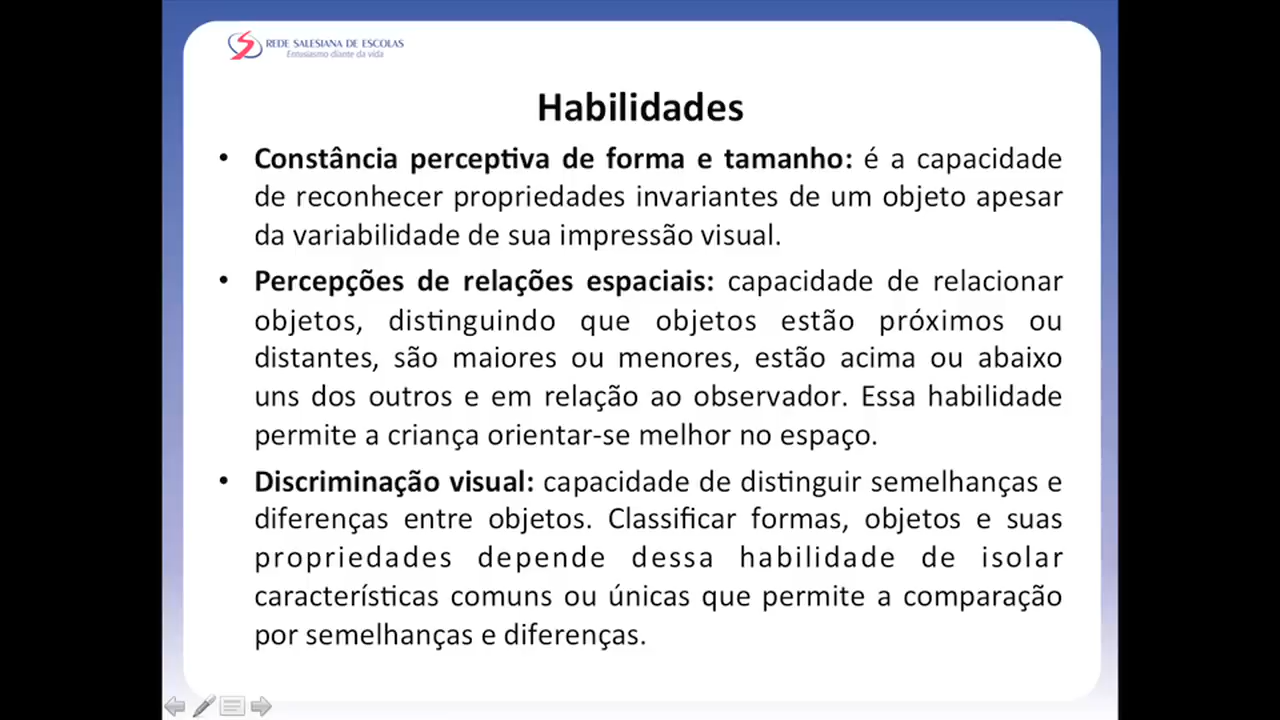 REDE SALESIANA DE ESCOLAS
Entusiasmo diante da vida
Habilidades
• Constância perceptiva de forma e tamanho: é a capacidade
de reconhecer propriedades invariantes de um objeto apesar
da variabilidade de sua impressão visual.
• Percepções de relações espaciais: capacidade de relacionar
objetos, distinguindo que objetos estão próximos ou
distantes, são maiores ou menores, estão acima ou abaixo
uns dos outros e em relação ao observador. Essa habilidade
permite a criança orientar-se melhor no espaço.
• Discriminação visual: capacidade de distinguir semelhanças e
diferenças entre objetos. Classificar formas, objetos e suas
propriedades depende dessa habilidade de isolar
características comuns ou únicas que permite a comparação
por semelhanças e diferenças.